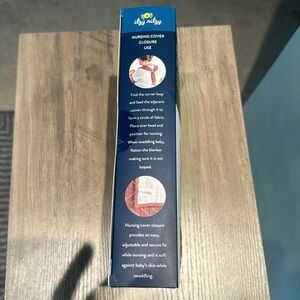 itzy ritzy
NURSING COVER
CLOSURE
USE
Find the corner loop
and feed the adjacent
corner through it to
form a circle of fabric.
Place over head and
position for nursing.
When swaddling baby,
flatten the blanket
making sure it is not
looped.
Nursing cover closure
provides an easy,
adjustable and secure fit
while nursing and is soft
against baby's skin while
swaddling.